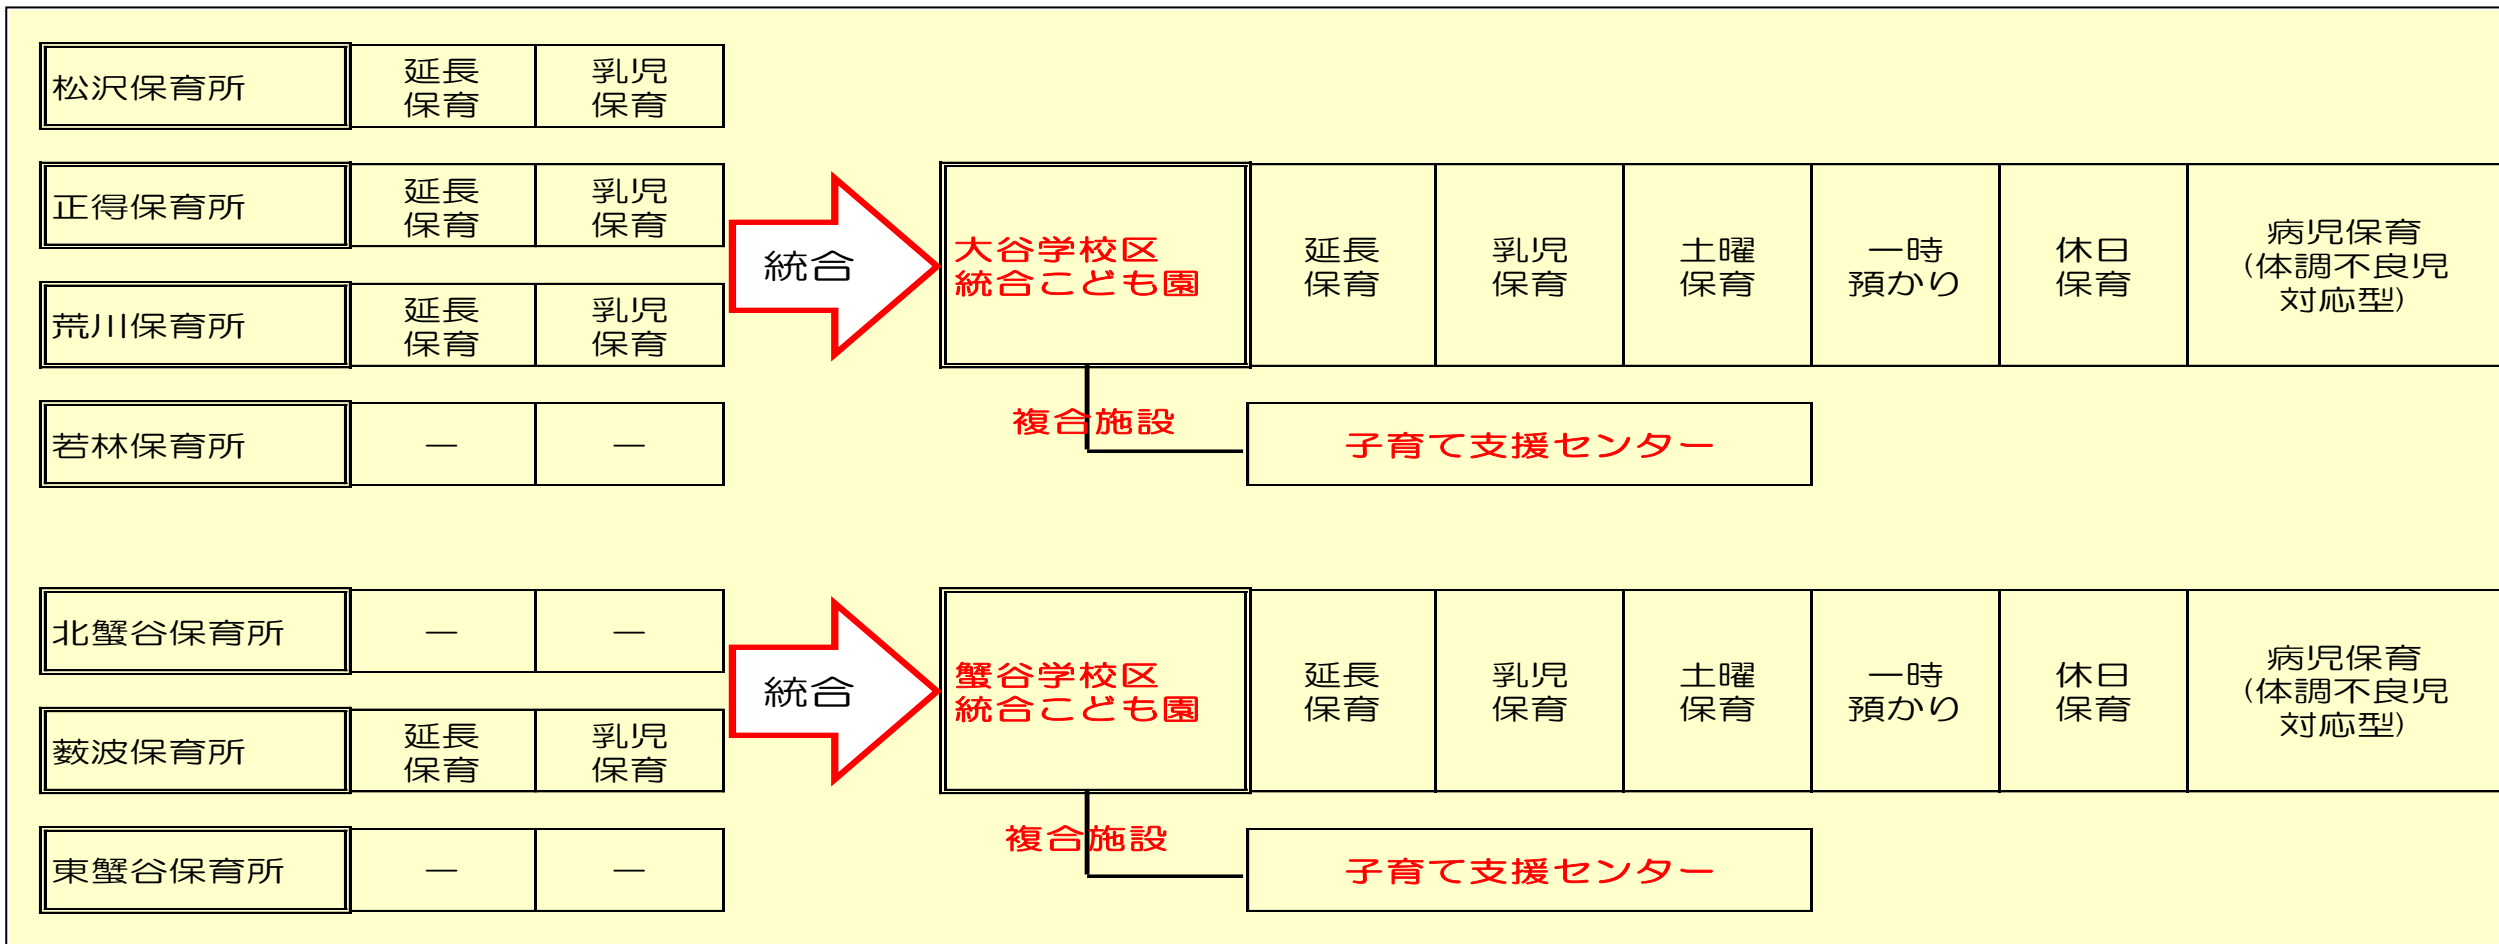 松沢保育所
延長
保育
乳児
保育
正得保育所
延長
保育
乳児
保育
荒川保育所
延長
保育
乳児
保育
若林保育所
―
―
統合
大谷学校区
統合こども園
延長
保育
乳児
保育
土曜
保育
一時
預かり
休日
保育
病児保育
(体調不良児
対応型)
複合施設
子育て支援センター
北蟹谷保育所
―
―
薮波保育所
延長
保育
乳児
保育
東蟹谷保育所
―
―
統合
蟹谷学校区
統合こども園
延長
保育
乳児
保育
土曜
保育
一時
預かり
休日
保育
病児保育
(体調不良児
対応型)
複合施設
子育て支援センター